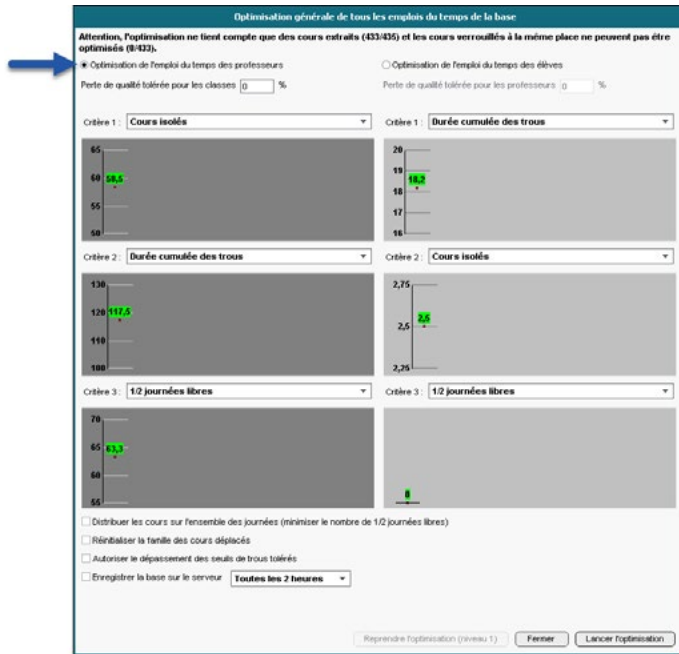 Optimisation générale de tous les emplois du temps de la base
Attention, l'optimisation ne tient compte que des cours extraits (433/435) et les cours verrouillés à la même place ne peuvent pas être
optimisés (0/433).
Optimisation de l'emploi du temps des professeurs
Optimisation de l'emploi du temps des élèves
Perte de qualité tolérée pour les classes 0 %
Perte de qualité tolérée pour les professeurs 0 %
Critère 1 : Cours isolés
Critère 1 : Durée cumulée des trous
65
60
58,5
55
50
20
19
18,2
18
17
16
Critère 2 : Durée cumulée des trous
Critère 2 : Cours isolés
130
120
117,5
110
100
2,75
2,5
2,5
2,25
Critère 3 : 1/2 journées libres
Critère 3 : 1/2 journées libres
70
65
63,3
60
55
0
Distribuer les cours sur l'ensemble des journées (minimiser le nombre de 1/2 journées libres)
Réinitialiser la famille des cours déplacés
Autoriser le dépassement des seuils de trous tolérés
Enregistrer la base sur le serveur Toutes les 2 heures
Reprendre l'optimisation (niveau 1) Fermer Lancer l'optimisation